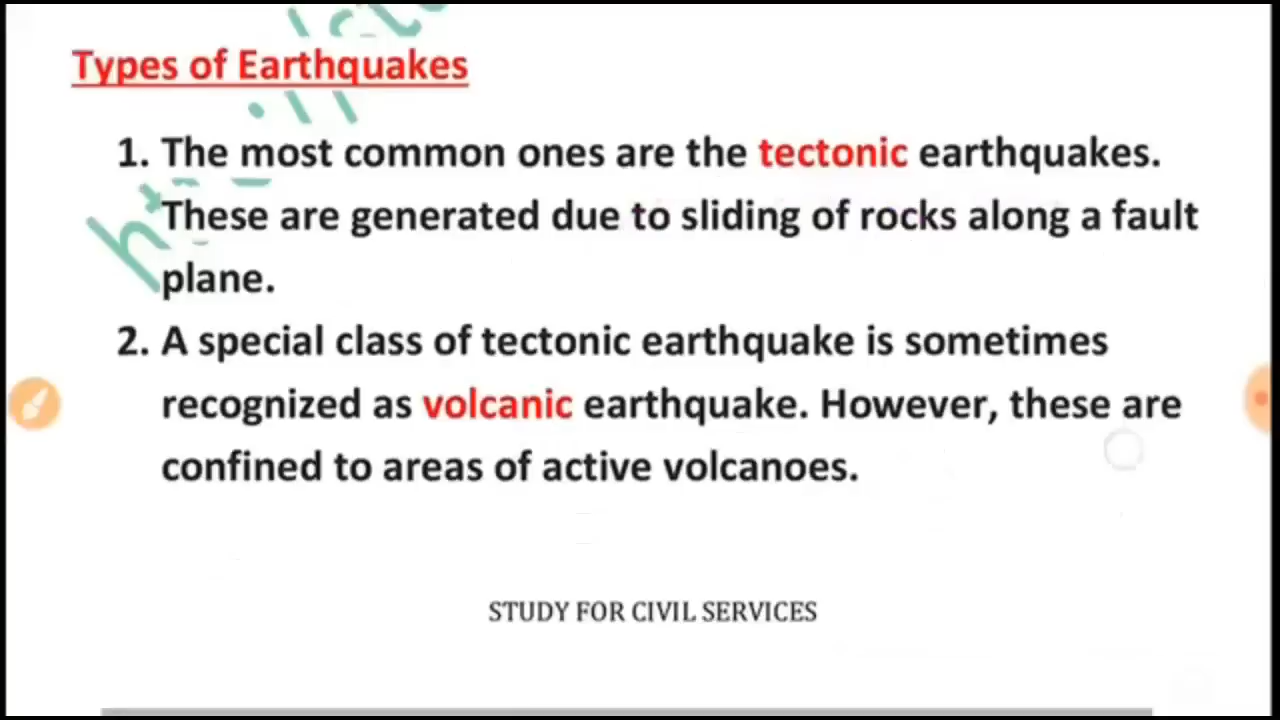 Types of Earthquakes
1. The most common ones are the tectonic earthquakes.
These are generated due to sliding of rocks along a fault
plane.
2. A special class of tectonic earthquake is sometimes
recognized as volcanic earthquake. However, these are
confined to areas of active volcanoes.
STUDY FOR CIVIL SERVICES